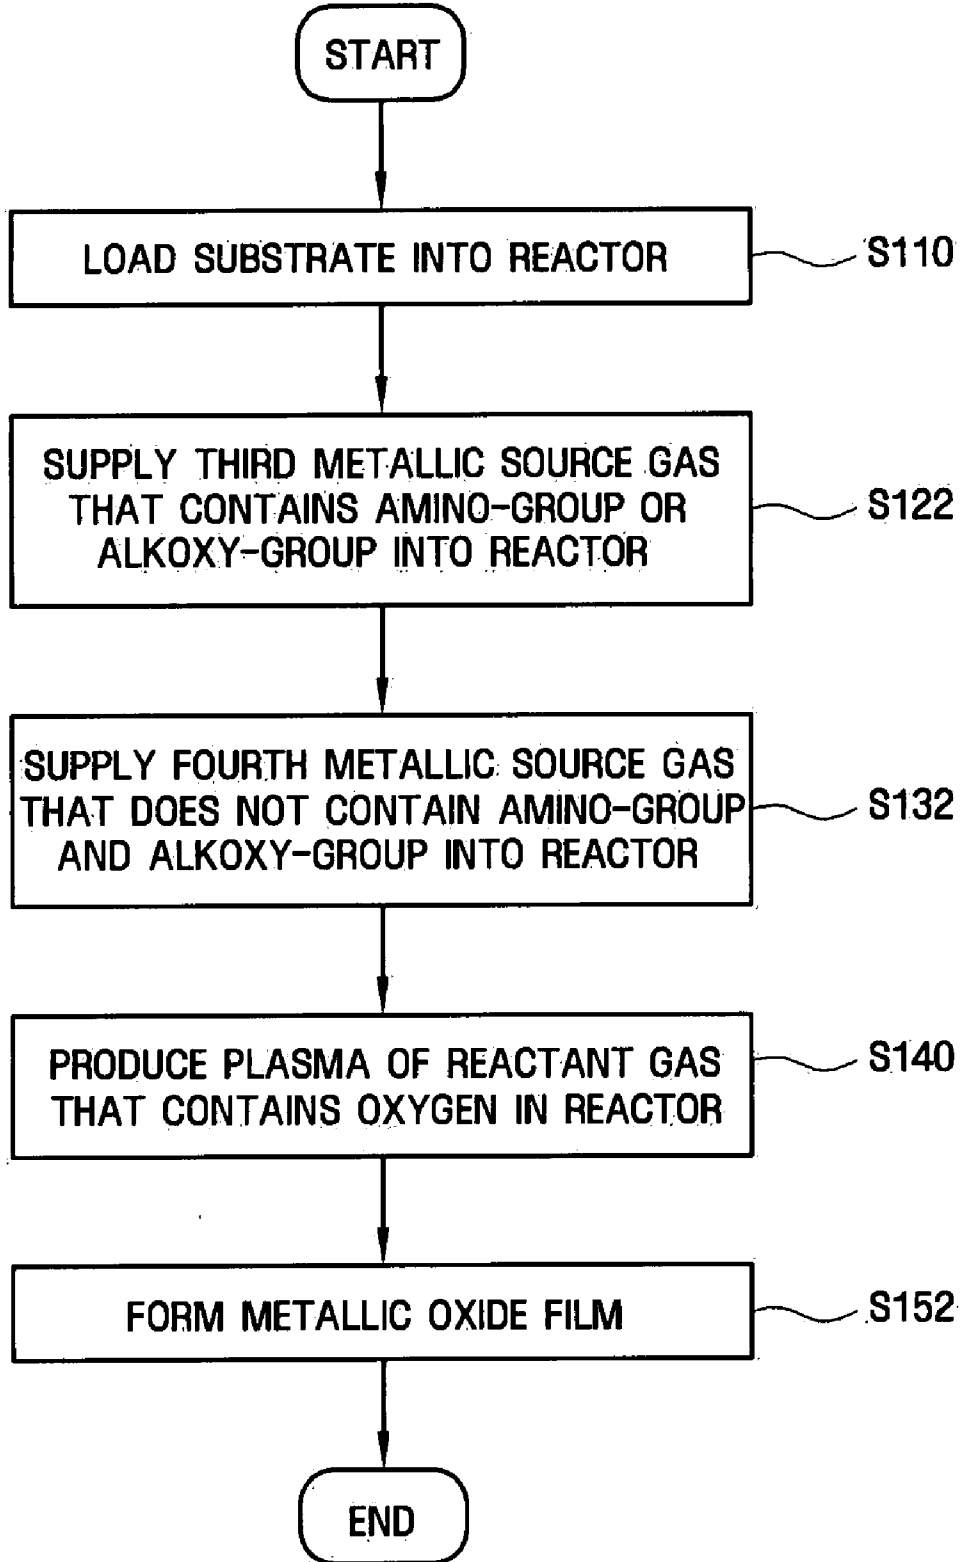 START
LOAD SUBSTRATE INTO REACTOR
S110
SUPPLY THIRD METALLIC SOURCE GAS
THAT CONTAINS AMINO-GROUP OR
ALKOXY-GROUP INTO REACTOR
S122
SUPPLY FOURTH METALLIC SOURCE GAS
THAT DOES NOT CONTAIN AMINO-GROUP
AND ALKOXY-GROUP INTO REACTOR
S132
PRODUCE PLASMA OF REACTANT GAS
THAT CONTAINS OXYGEN IN REACTOR
S140
FORM METALLIC OXIDE FILM
S152
END